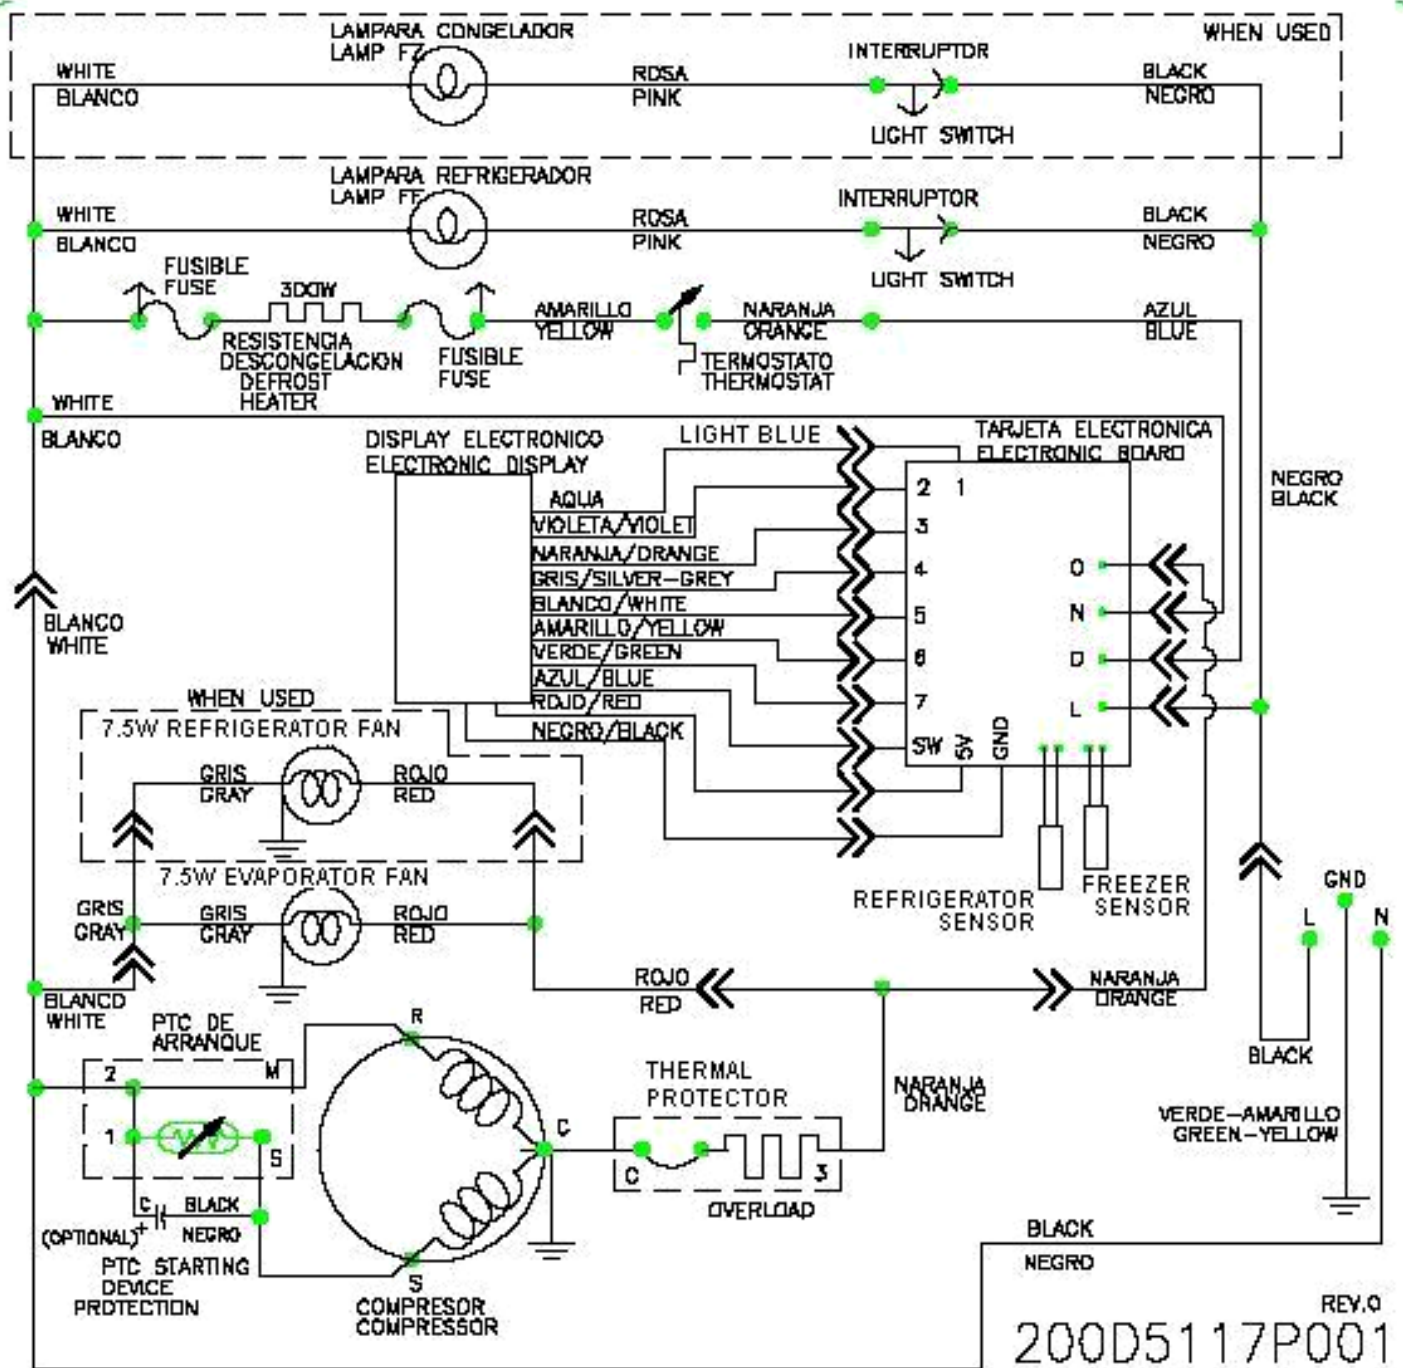 LAMPARA CONGELADOR
LAMP FZ
WHEN USED
INTERRUPTOR
WHITE
BLANCO
ROSA
PINK
BLACK
NEGRO
LIGHT SWITCH
LAMPARA REFRIGERADOR
LAMP FF
INTERRUPTOR
WHITE
BLANCO
ROSA
PINK
BLACK
NEGRO
LIGHT SWITCH
FUSIBLE
FUSE
300W
AMARILLO
YELLOW
NARANJA
ORANGE
AZUL
BLUE
RESISTENCIA
DESCONGELACION
DEFROST
HEATER
FUSIBLE
FUSE
TERMOSTATO
THERMOSTAT
WHITE
BLANCO
DISPLAY ELECTRONICO
ELECTRONIC DISPLAY
LIGHT BLUE
TARJETA ELECTRONICA
ELECTRONIC BOARD
NEGRO
BLACK
AQUA
VIOLETA/VIOLET
NARANJA/ORANGE
GRIS/SILVER-GREY
BLANCO/WHITE
AMARILLO/YELLOW
VERDE/GREEN
AZUL/BLUE
ROJO/RED
NEGRO/BLACK
2 1
3
4
5
6
7
SW
5V
GND
O
N
D
L
BLANCO
WHITE
WHEN USED
7.5W REFRIGERATOR FAN
GRIS
GRAY
ROJO
RED
7.5W EVAPORATOR FAN
GRIS
GRAY
GRIS
GRAY
ROJO
RED
REFRIGERATOR
SENSOR
FREEZER
SENSOR
GND
L
N
BLANCO
WHITE
ROJO
RED
NARANJA
ORANGE
BLACK
PTC DE
ARRANQUE
2
M
1
S
C
BLACK
NEGRO
(OPTIONAL)+
PTC STARTING
DEVICE
PROTECTION
R
C
S
COMPRESOR
COMPRESSOR
THERMAL
PROTECTOR
C
3
OVERLOAD
NARANJA
ORANGE
VERDE-AMARILLO
GREEN-YELLOW
BLACK
NEGRO
REV.0
200D5117P001